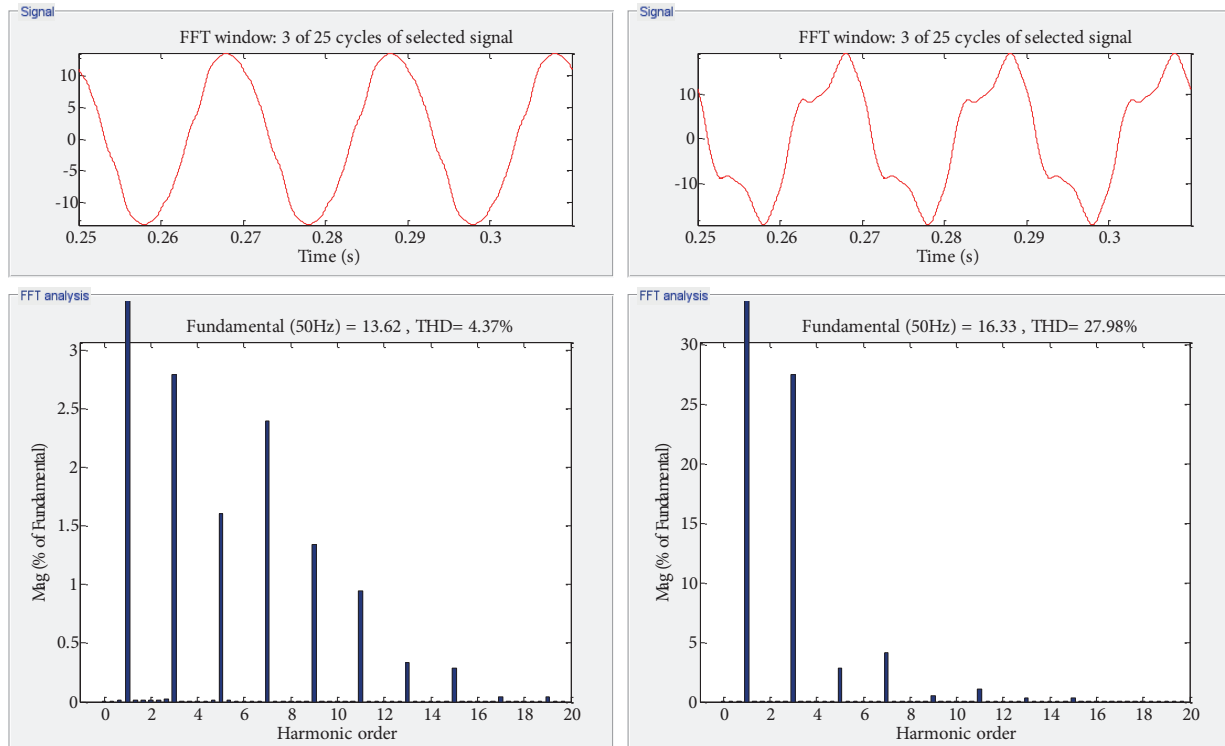 Signal
FFT window: 3 of 25 cycles of selected signal
10
5
0
-5
-10
0.25 0.26 0.27 0.28 0.29 0.3
Time (s)
FFT analysis
Fundamental (50Hz) = 13.62 , THD= 4.37%
3
2.5
2
1.5
1
0.5
0
Mag (% of Fundamental)
0 2 4 6 8 10 12 14 16 18 20
Harmonic order
Signal
FFT window: 3 of 25 cycles of selected signal
10
0
-10
0.25 0.26 0.27 0.28 0.29 0.3
Time (s)
FFT analysis
Fundamental (50Hz) = 16.33 , THD= 27.98%
30
25
20
15
10
5
0
Mag (% of Fundamental)
0 2 4 6 8 10 12 14 16 18 20
Harmonic order